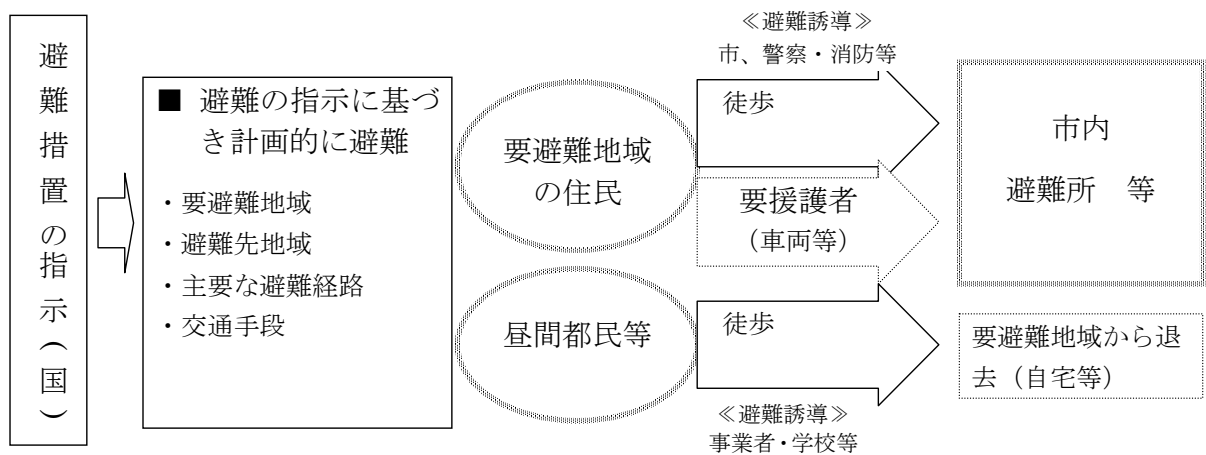 避難措置の指示(国)
■ 避難の指示に基づ
き計画的に避難
・要避難地域
・避難先地域
・主要な避難経路
・交通手段
要避難地域
の住民
昼間都民等
≪避難誘導≫
市、警察・消防等
徒歩
要援護者
（車両等）
徒歩
≪避難誘導≫
事業者・学校等
市内
避難所　等
要避難地域から退
去（自宅等）